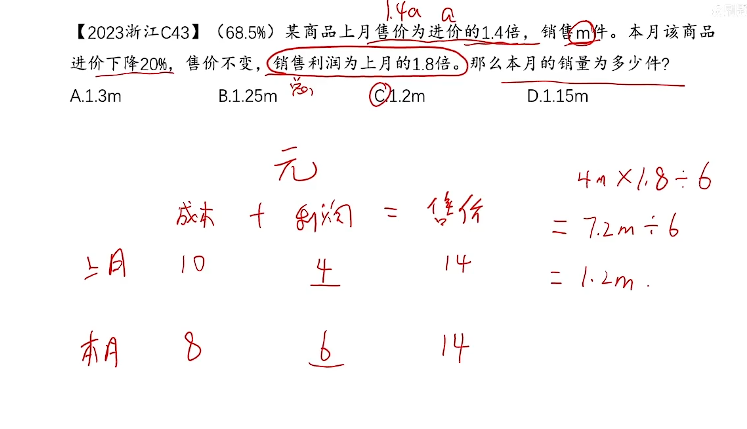 1.4a a
【2023浙江C43】（68.5%）某商品上月售价为进价的1.4倍，销售m件。本月该商品
进价下降20%，售价不变，销售利润为上月的1.8倍。那么本月的销量为多少件？
A.1.3m B.1.25m C.1.2m D.1.15m
总
元
成本 + 利润 = 售价
上月 10 4 14
本月 8 6 14
4m×1.8÷6
= 7.2m÷6
= 1.2m.